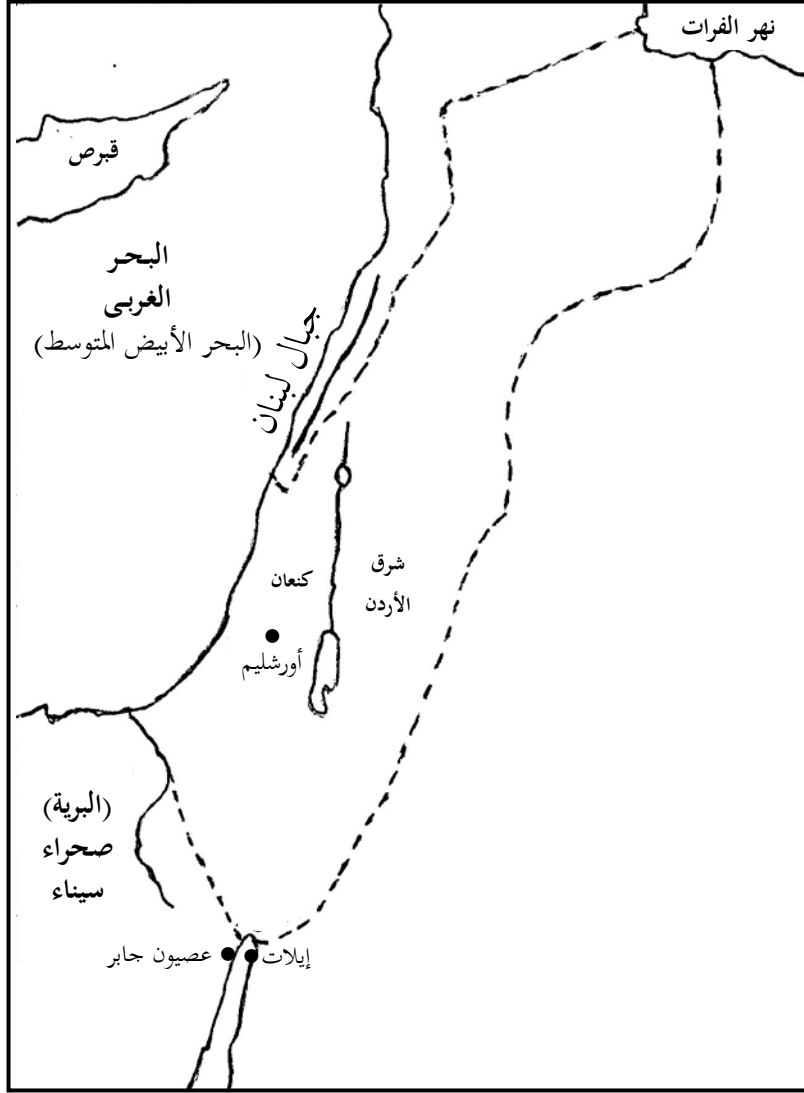 نهر الفرات
قبرص
البحر
الغربى
(البحر الأبيض المتوسط)
جبال لبنان
شرق
الأردن
كنعان
أورشليم
(البرية)
صحراء
سيناء
إيلات
عصيون جابر